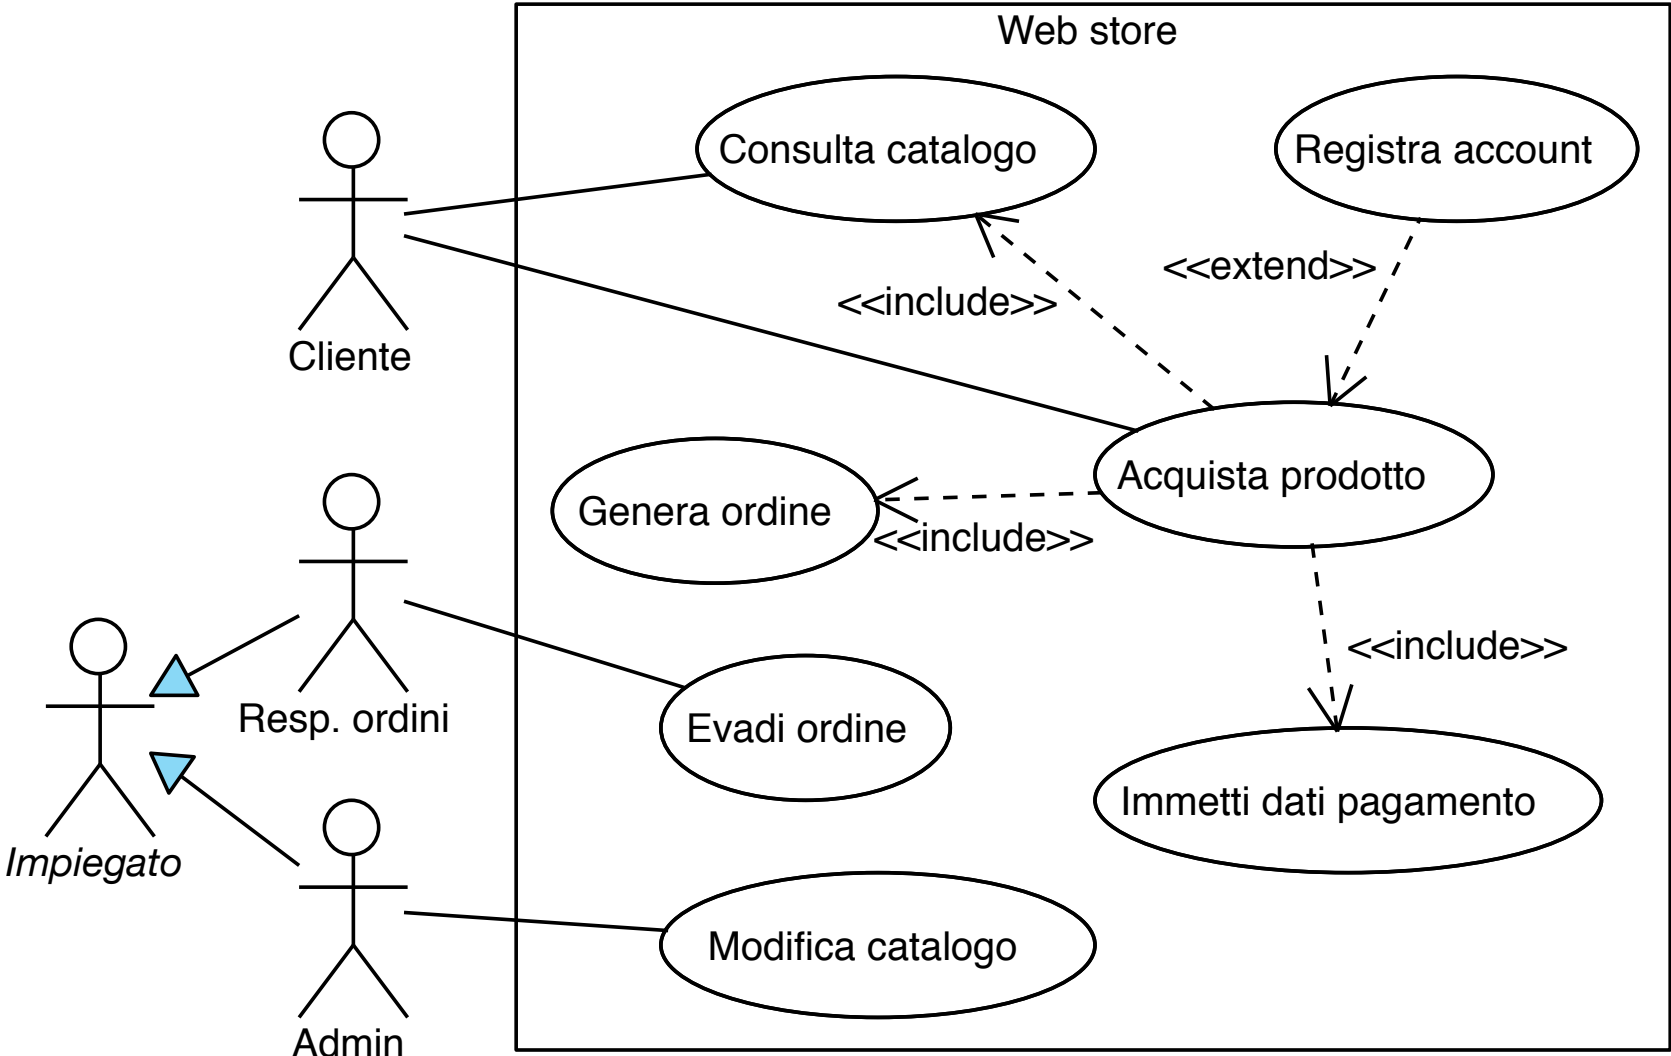 Web store
Consulta catalogo
Registra account
<<extend>>
<<include>>
Cliente
Acquista prodotto
Genera ordine
<<include>>
<<include>>
Resp. ordini
Evadi ordine
Immetti dati pagamento
Impiegato
Modifica catalogo
Admin